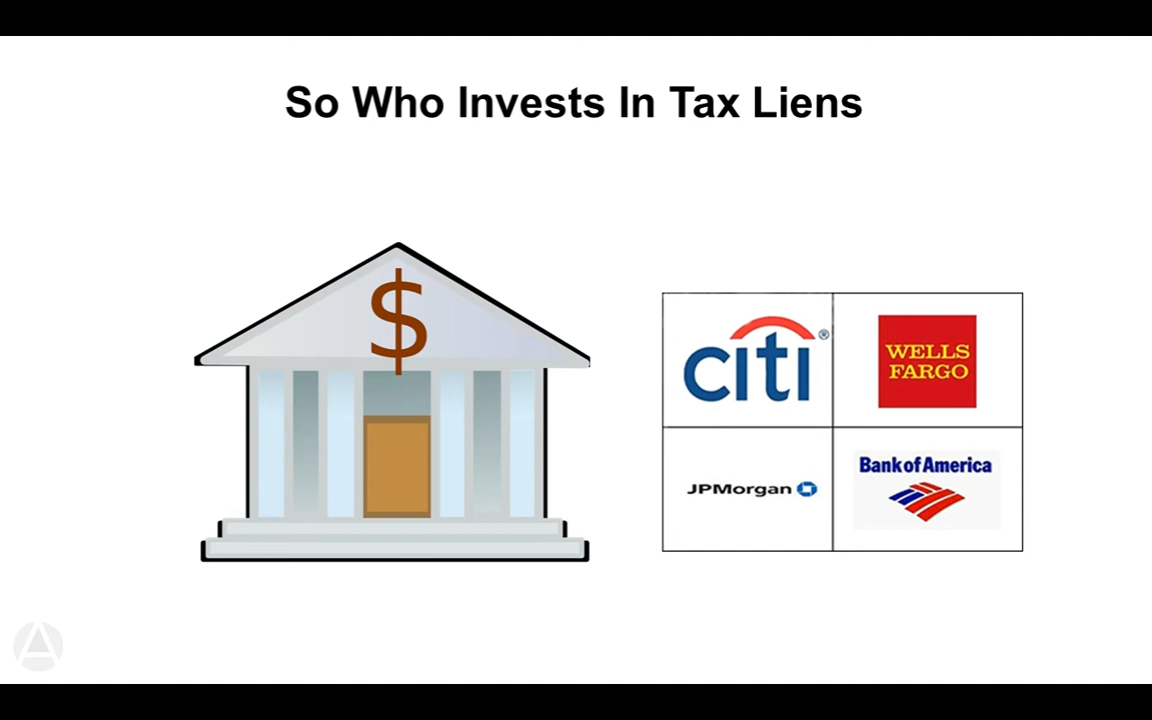 So Who Invests In Tax Liens
$
citi®
WELLS
FARGO
JPMorgan
Bank of America